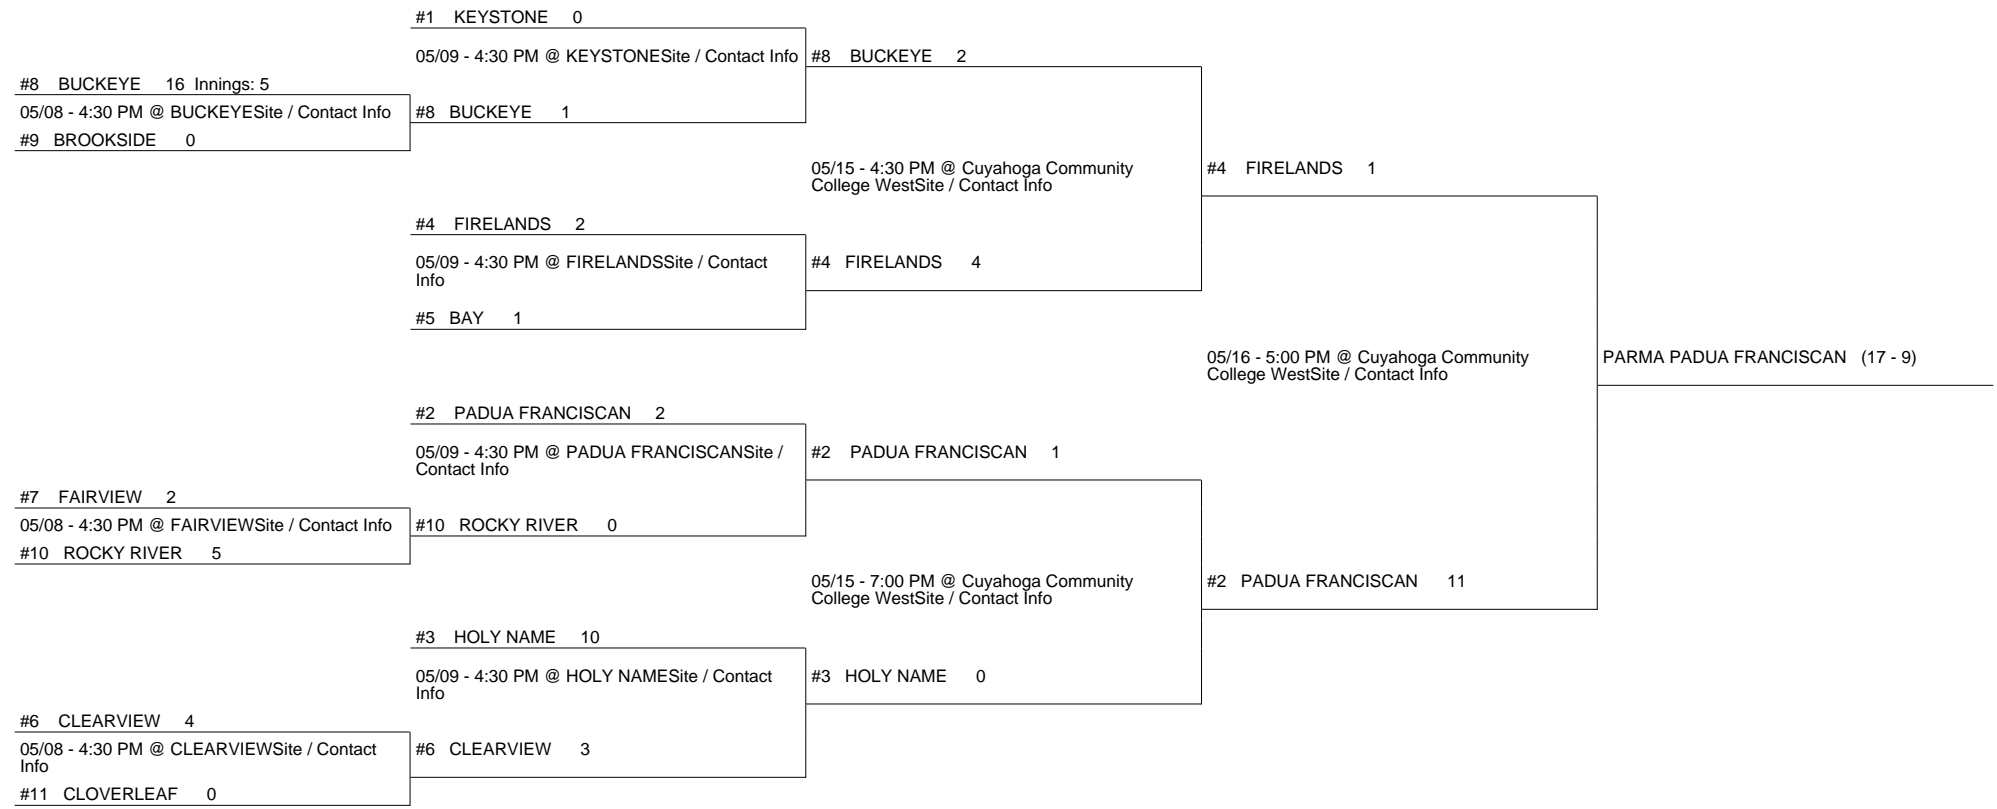 #1 KEYSTONE 0
05/09 - 4:30 PM @ KEYSTONESite / Contact Info
#8 BUCKEYE 2
#8 BUCKEYE 16 Innings: 5
05/08 - 4:30 PM @ BUCKEYESite / Contact Info
#8 BUCKEYE 1
#9 BROOKSIDE 0
05/15 - 4:30 PM @ Cuyahoga Community
College WestSite / Contact Info
#4 FIRELANDS 1
#4 FIRELANDS 2
05/09 - 4:30 PM @ FIRELANDSSite / Contact
Info
#4 FIRELANDS 4
#5 BAY 1
05/16 - 5:00 PM @ Cuyahoga Community
College WestSite / Contact Info
PARMA PADUA FRANCISCAN (17 - 9)
#2 PADUA FRANCISCAN 2
05/09 - 4:30 PM @ PADUA FRANCISCANSite /
Contact Info
#2 PADUA FRANCISCAN 1
#7 FAIRVIEW 2
05/08 - 4:30 PM @ FAIRVIEWSite / Contact Info
#10 ROCKY RIVER 0
#10 ROCKY RIVER 5
05/15 - 7:00 PM @ Cuyahoga Community
College WestSite / Contact Info
#2 PADUA FRANCISCAN 11
#3 HOLY NAME 10
05/09 - 4:30 PM @ HOLY NAMESite / Contact
Info
#3 HOLY NAME 0
#6 CLEARVIEW 4
05/08 - 4:30 PM @ CLEARVIEWSite / Contact
Info
#6 CLEARVIEW 3
#11 CLOVERLEAF 0